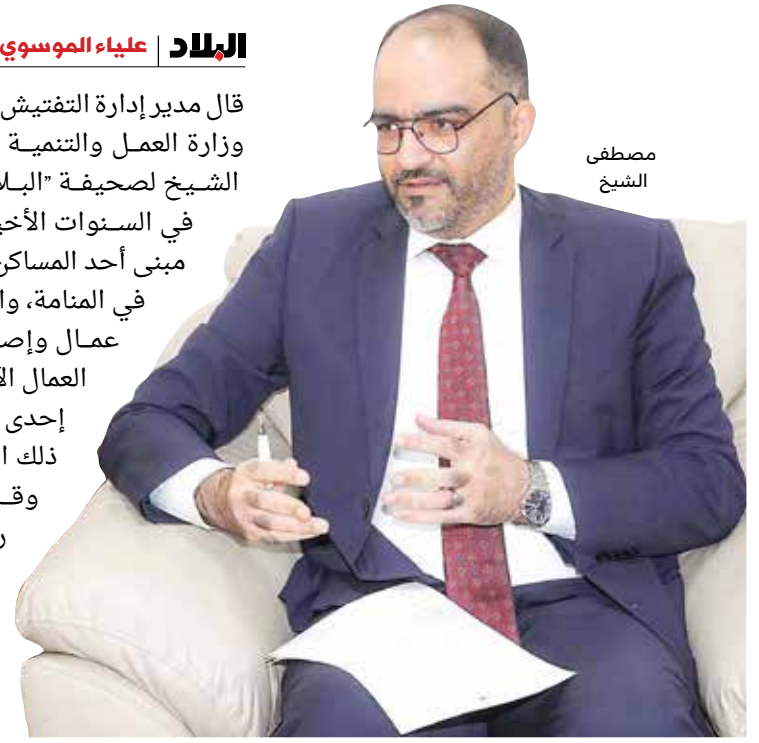 البلاد | علياء الموسوي
قال مدير إدارة التفتيش
وزارة العمل والتنمية
الشيخ لصحيفة "البلا
في السنوات الأخي
مبنى أحد المساكن
في المنامة، وا
عمال وإص
العمال الآ
إحدى
ذلك ا
وقـ
ر
مصطفى
الشيخ